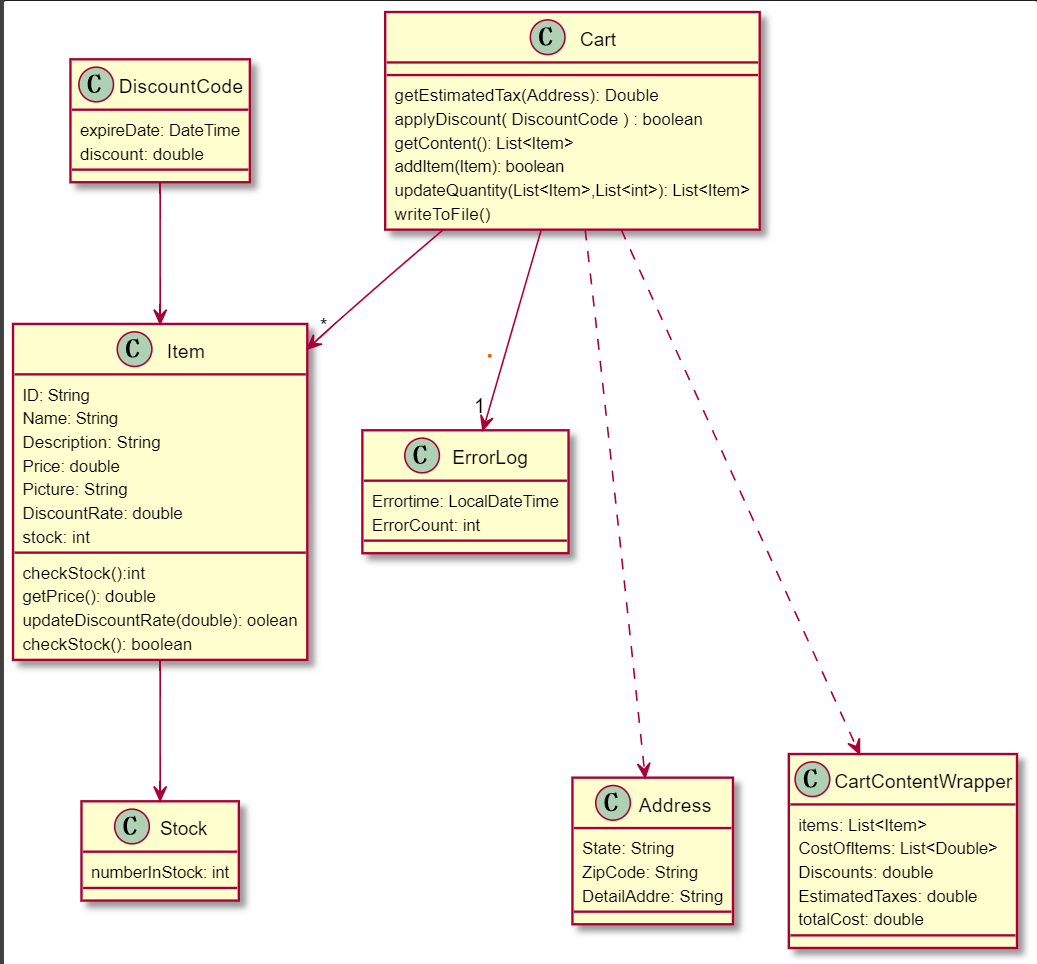 C DiscountCode
expireDate: DateTime
discount: double
C Cart
getEstimatedTax(Address): Double
applyDiscount( DiscountCode ) : boolean
getContent(): List<Item>
addItem(Item): boolean
updateQuantity(List<Item>,List<int>): List<Item>
writeToFile()
*
1
C Item
ID: String
Name: String
Description: String
Price: double
Picture: String
DiscountRate: double
stock: int
checkStock():int
getPrice(): double
updateDiscountRate(double): oolean
checkStock(): boolean
C ErrorLog
Errortime: LocalDateTime
ErrorCount: int
C Stock
numberInStock: int
C Address
State: String
ZipCode: String
DetailAddre: String
C CartContentWrapper
items: List<Item>
CostOfItems: List<Double>
Discounts: double
EstimatedTaxes: double
totalCost: double